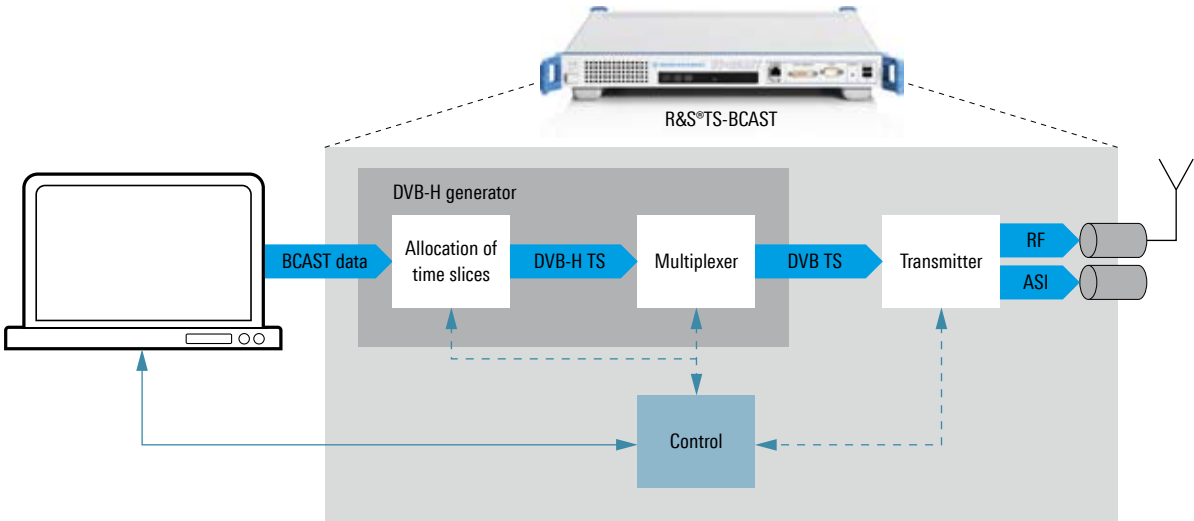 R&S®TS-BCAST
DVB-H generator
BCAST data
Allocation of
time slices
DVB-H TS
Multiplexer
DVB TS
Transmitter
RF
ASI
Control